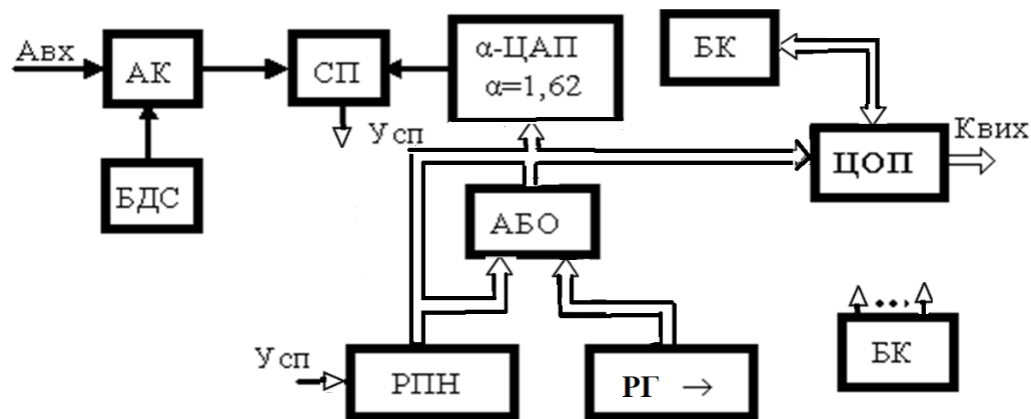 Авх
АК
СП
α-ЦАП
α=1,62
БК
Усп
Квих
ЦОП
БДС
АБО
Усп
РПН
РГ →
БК